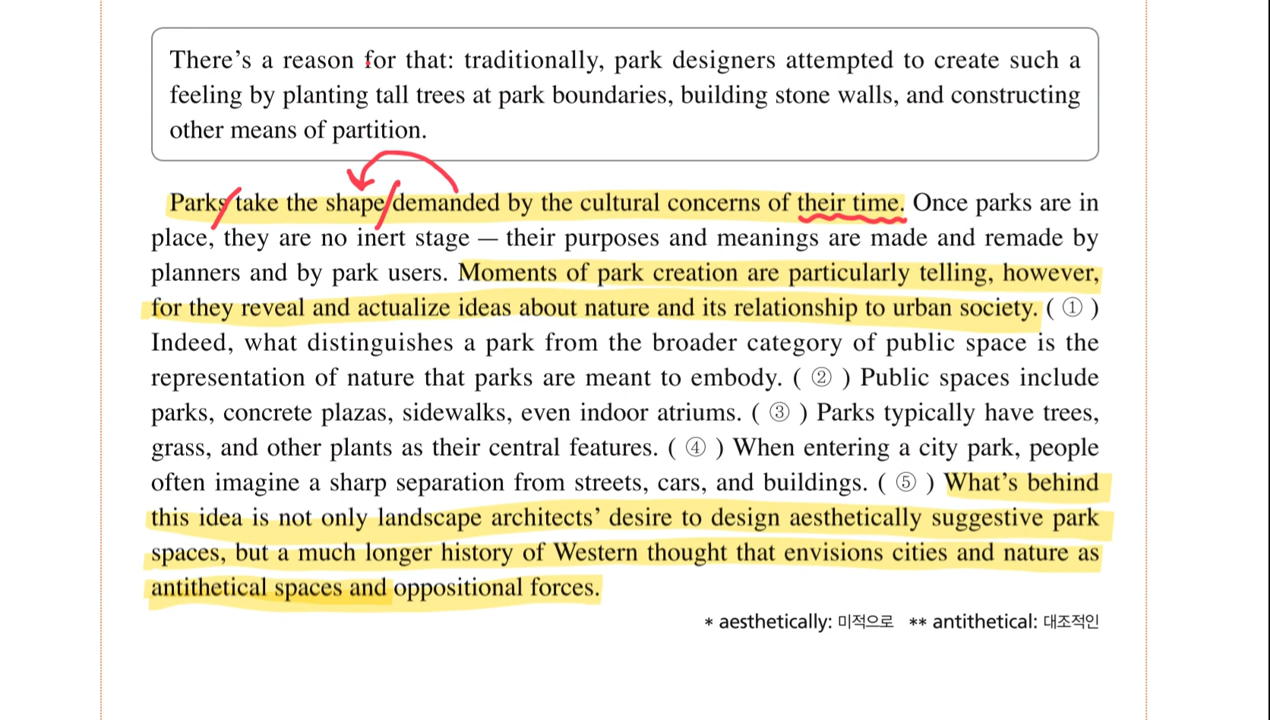 There’s a reason for that: traditionally, park designers attempted to create such a
feeling by planting tall trees at park boundaries, building stone walls, and constructing
other means of partition.
Parks take the shape demanded by the cultural concerns of their time. Once parks are in
place, they are no inert stage — their purposes and meanings are made and remade by
planners and by park users. Moments of park creation are particularly telling, however,
for they reveal and actualize ideas about nature and its relationship to urban society. ( ① )
Indeed, what distinguishes a park from the broader category of public space is the
representation of nature that parks are meant to embody. ( ② ) Public spaces include
parks, concrete plazas, sidewalks, even indoor atriums. ( ③ ) Parks typically have trees,
grass, and other plants as their central features. ( ④ ) When entering a city park, people
often imagine a sharp separation from streets, cars, and buildings. ( ⑤ ) What’s behind
this idea is not only landscape architects’ desire to design aesthetically suggestive park
spaces, but a much longer history of Western thought that envisions cities and nature as
antithetical spaces and oppositional forces.
* aesthetically: 미적으로 ** antithetical: 대조적인